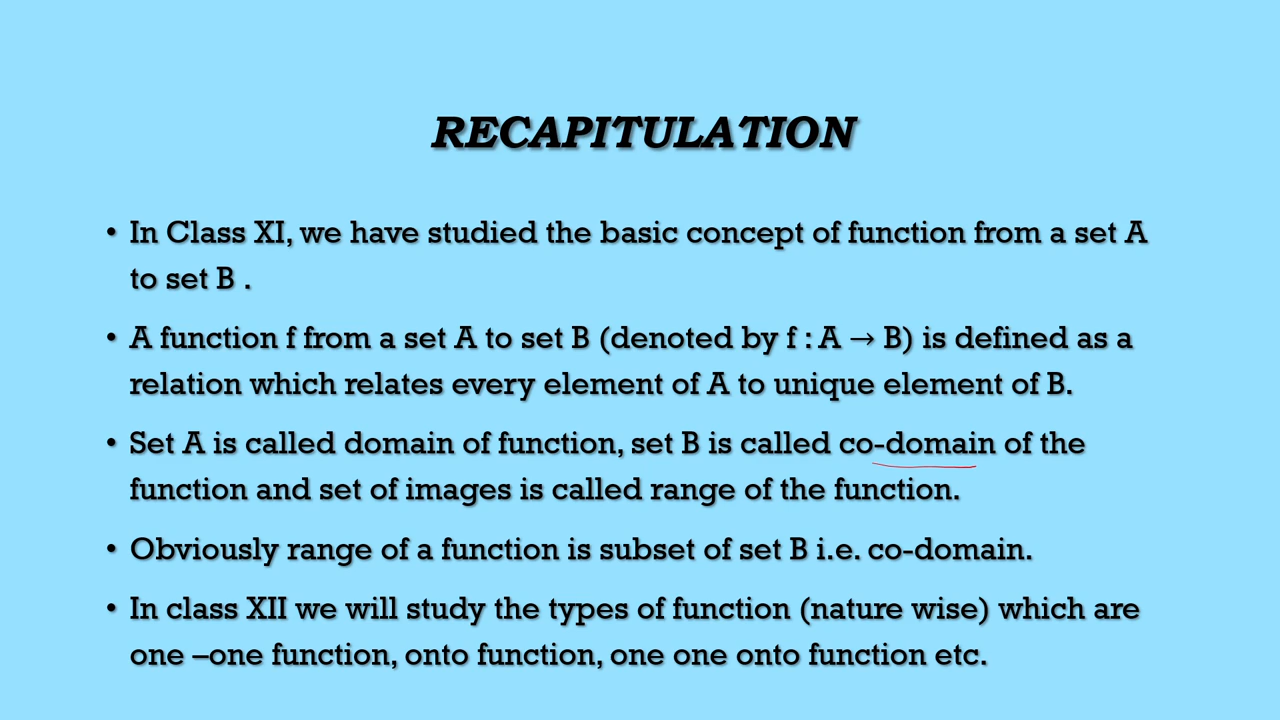 RECAPITULATION
• In Class XI, we have studied the basic concept of function from a set A
to set B .
• A function f from a set A to set B (denoted by f : A → B) is defined as a
relation which relates every element of A to unique element of B.
• Set A is called domain of function, set B is called co-domain of the
function and set of images is called range of the function.
• Obviously range of a function is subset of set B i.e. co-domain.
• In class XII we will study the types of function (nature wise) which are
one –one function, onto function, one one onto function etc.